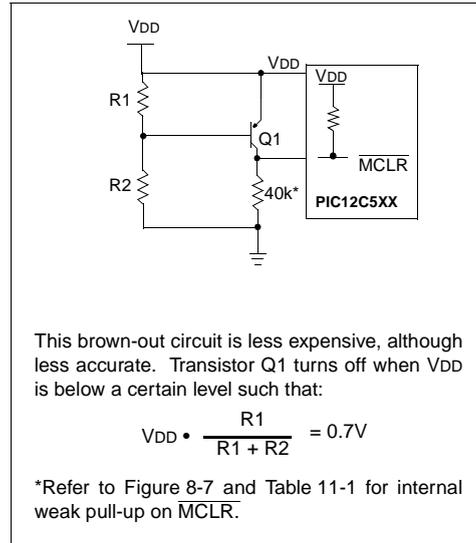 VDD
VDD
VDD
R1
Q1
MCLR
R2
40k*
PIC12C5XX
This brown-out circuit is less expensive, although
less accurate. Transistor Q1 turns off when VDD
is below a certain level such that:
VDD • R1 / R1 + R2 = 0.7V
*Refer to Figure 8-7 and Table 11-1 for internal
weak pull-up on MCLR.